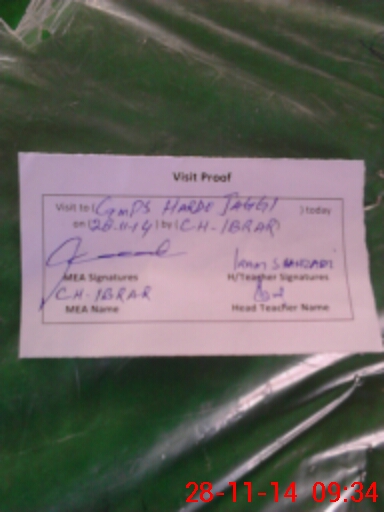 Visit Proof
Visit to (GMPS HARDO JAGGI) today
on (28.11.14) by (CH-IBRAR)
MEA Signatures H/Teacher Signatures
CH-IBRAR
MEA Name Head Teacher Name
28-11-14 09:34